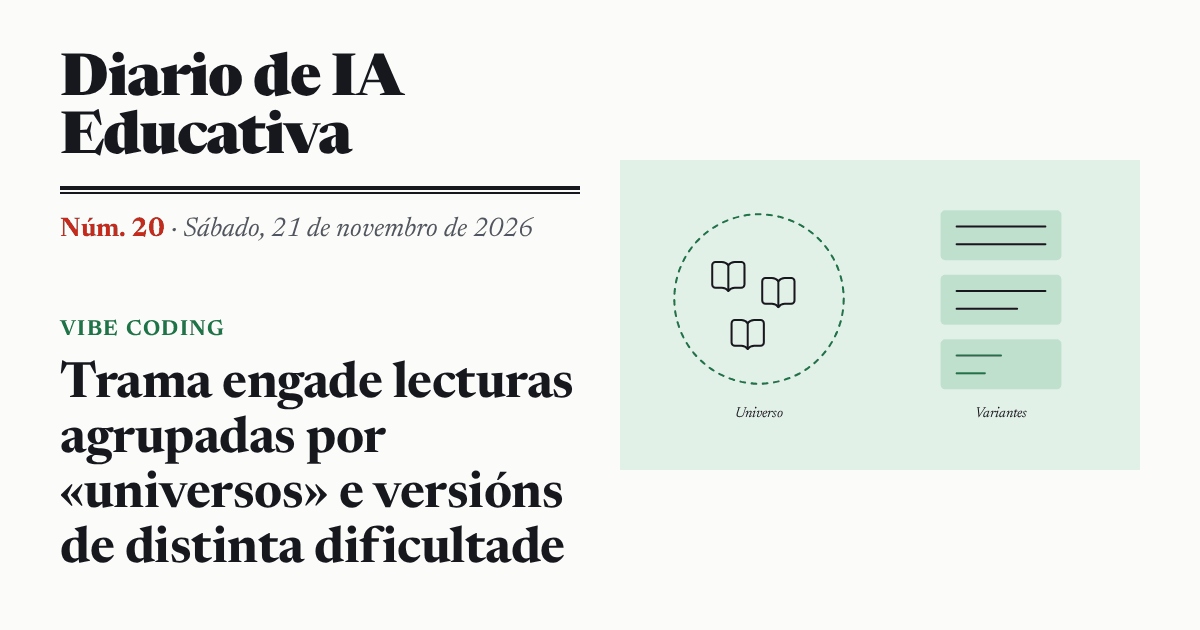 Diario de IA
Educativa
Núm. 20 · Sábado, 21 de novembro de 2026
VIBE CODING
Trama engade lecturas
agrupadas por
«universos» e versións
de distinta dificultade
Universo
Variantes